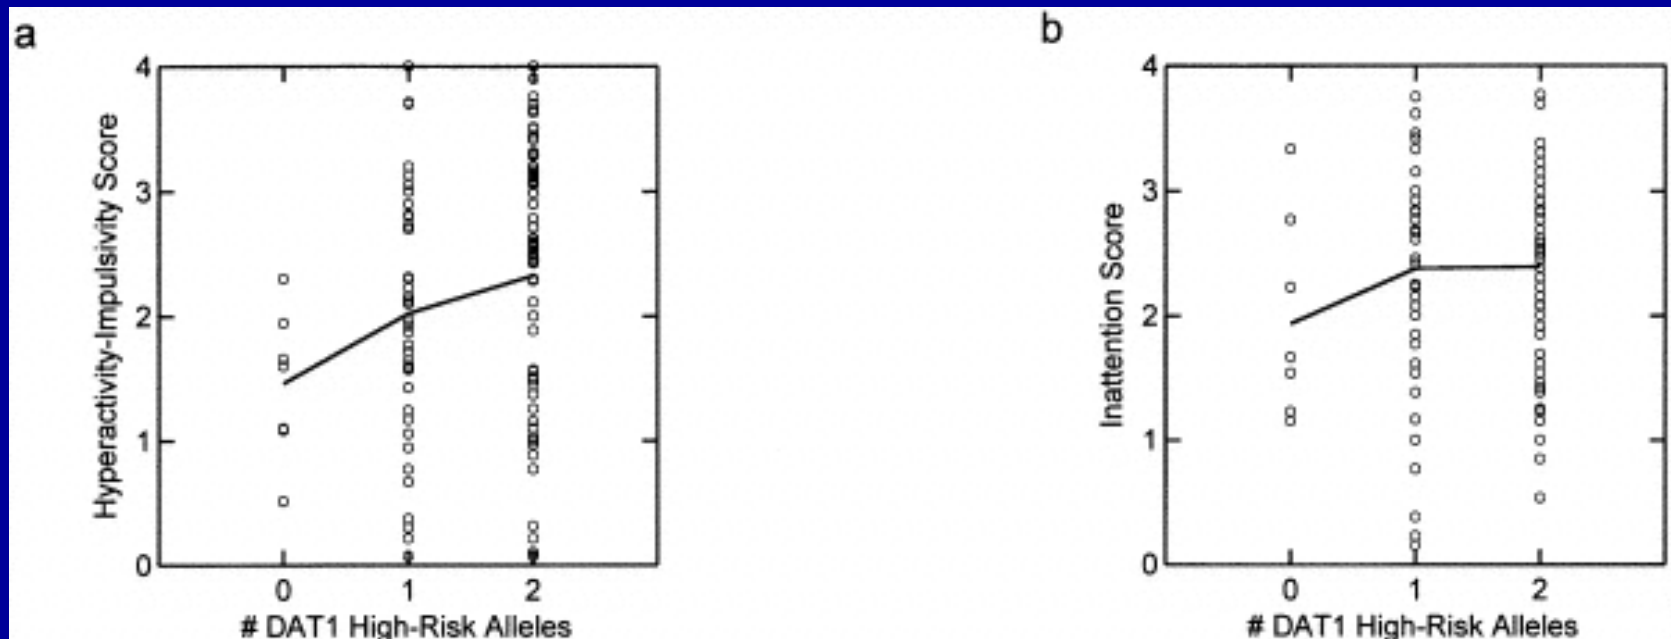 a
Hyperactivity-Impulsivity Score
4
3
2
1
0
0 1 2
# DAT1 High-Risk Alleles
b
Inattention Score
4
3
2
1
0
0 1 2
# DAT1 High-Risk Alleles